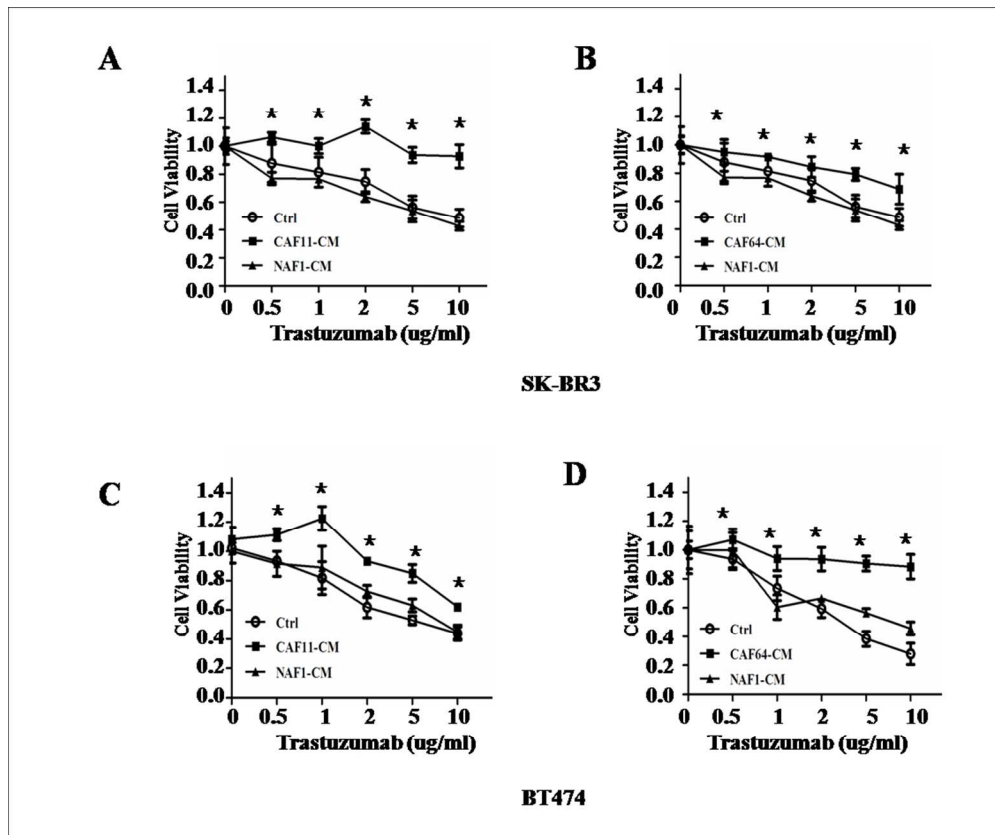 A
1.4
* * * * *
1.2
1.0
0.8
0.6
0.4
0.2
0.0
Cell Viability
Ctrl
CAF11-CM
NAF1-CM
0 0.5 1 2 5 10
Trastuzumab (ug/ml)
B
1.4
* * * * *
1.2
1.0
0.8
0.6
0.4
0.2
0.0
Cell Viability
Ctrl
CAF64-CM
NAF1-CM
0 0.5 1 2 5 10
Trastuzumab (ug/ml)
SK-BR3
C
1.4
* * * * *
1.2
1.0
0.8
0.6
0.4
0.2
0.0
Cell Viability
Ctrl
CAF11-CM
NAF1-CM
0 0.5 1 2 5 10
Trastuzumab (ug/ml)
D
1.4
* * * * *
1.2
1.0
0.8
0.6
0.4
0.2
0.0
Cell Viability
Ctrl
CAF64-CM
NAF1-CM
0 0.5 1 2 5 10
Trastuzumab (ug/ml)
BT474